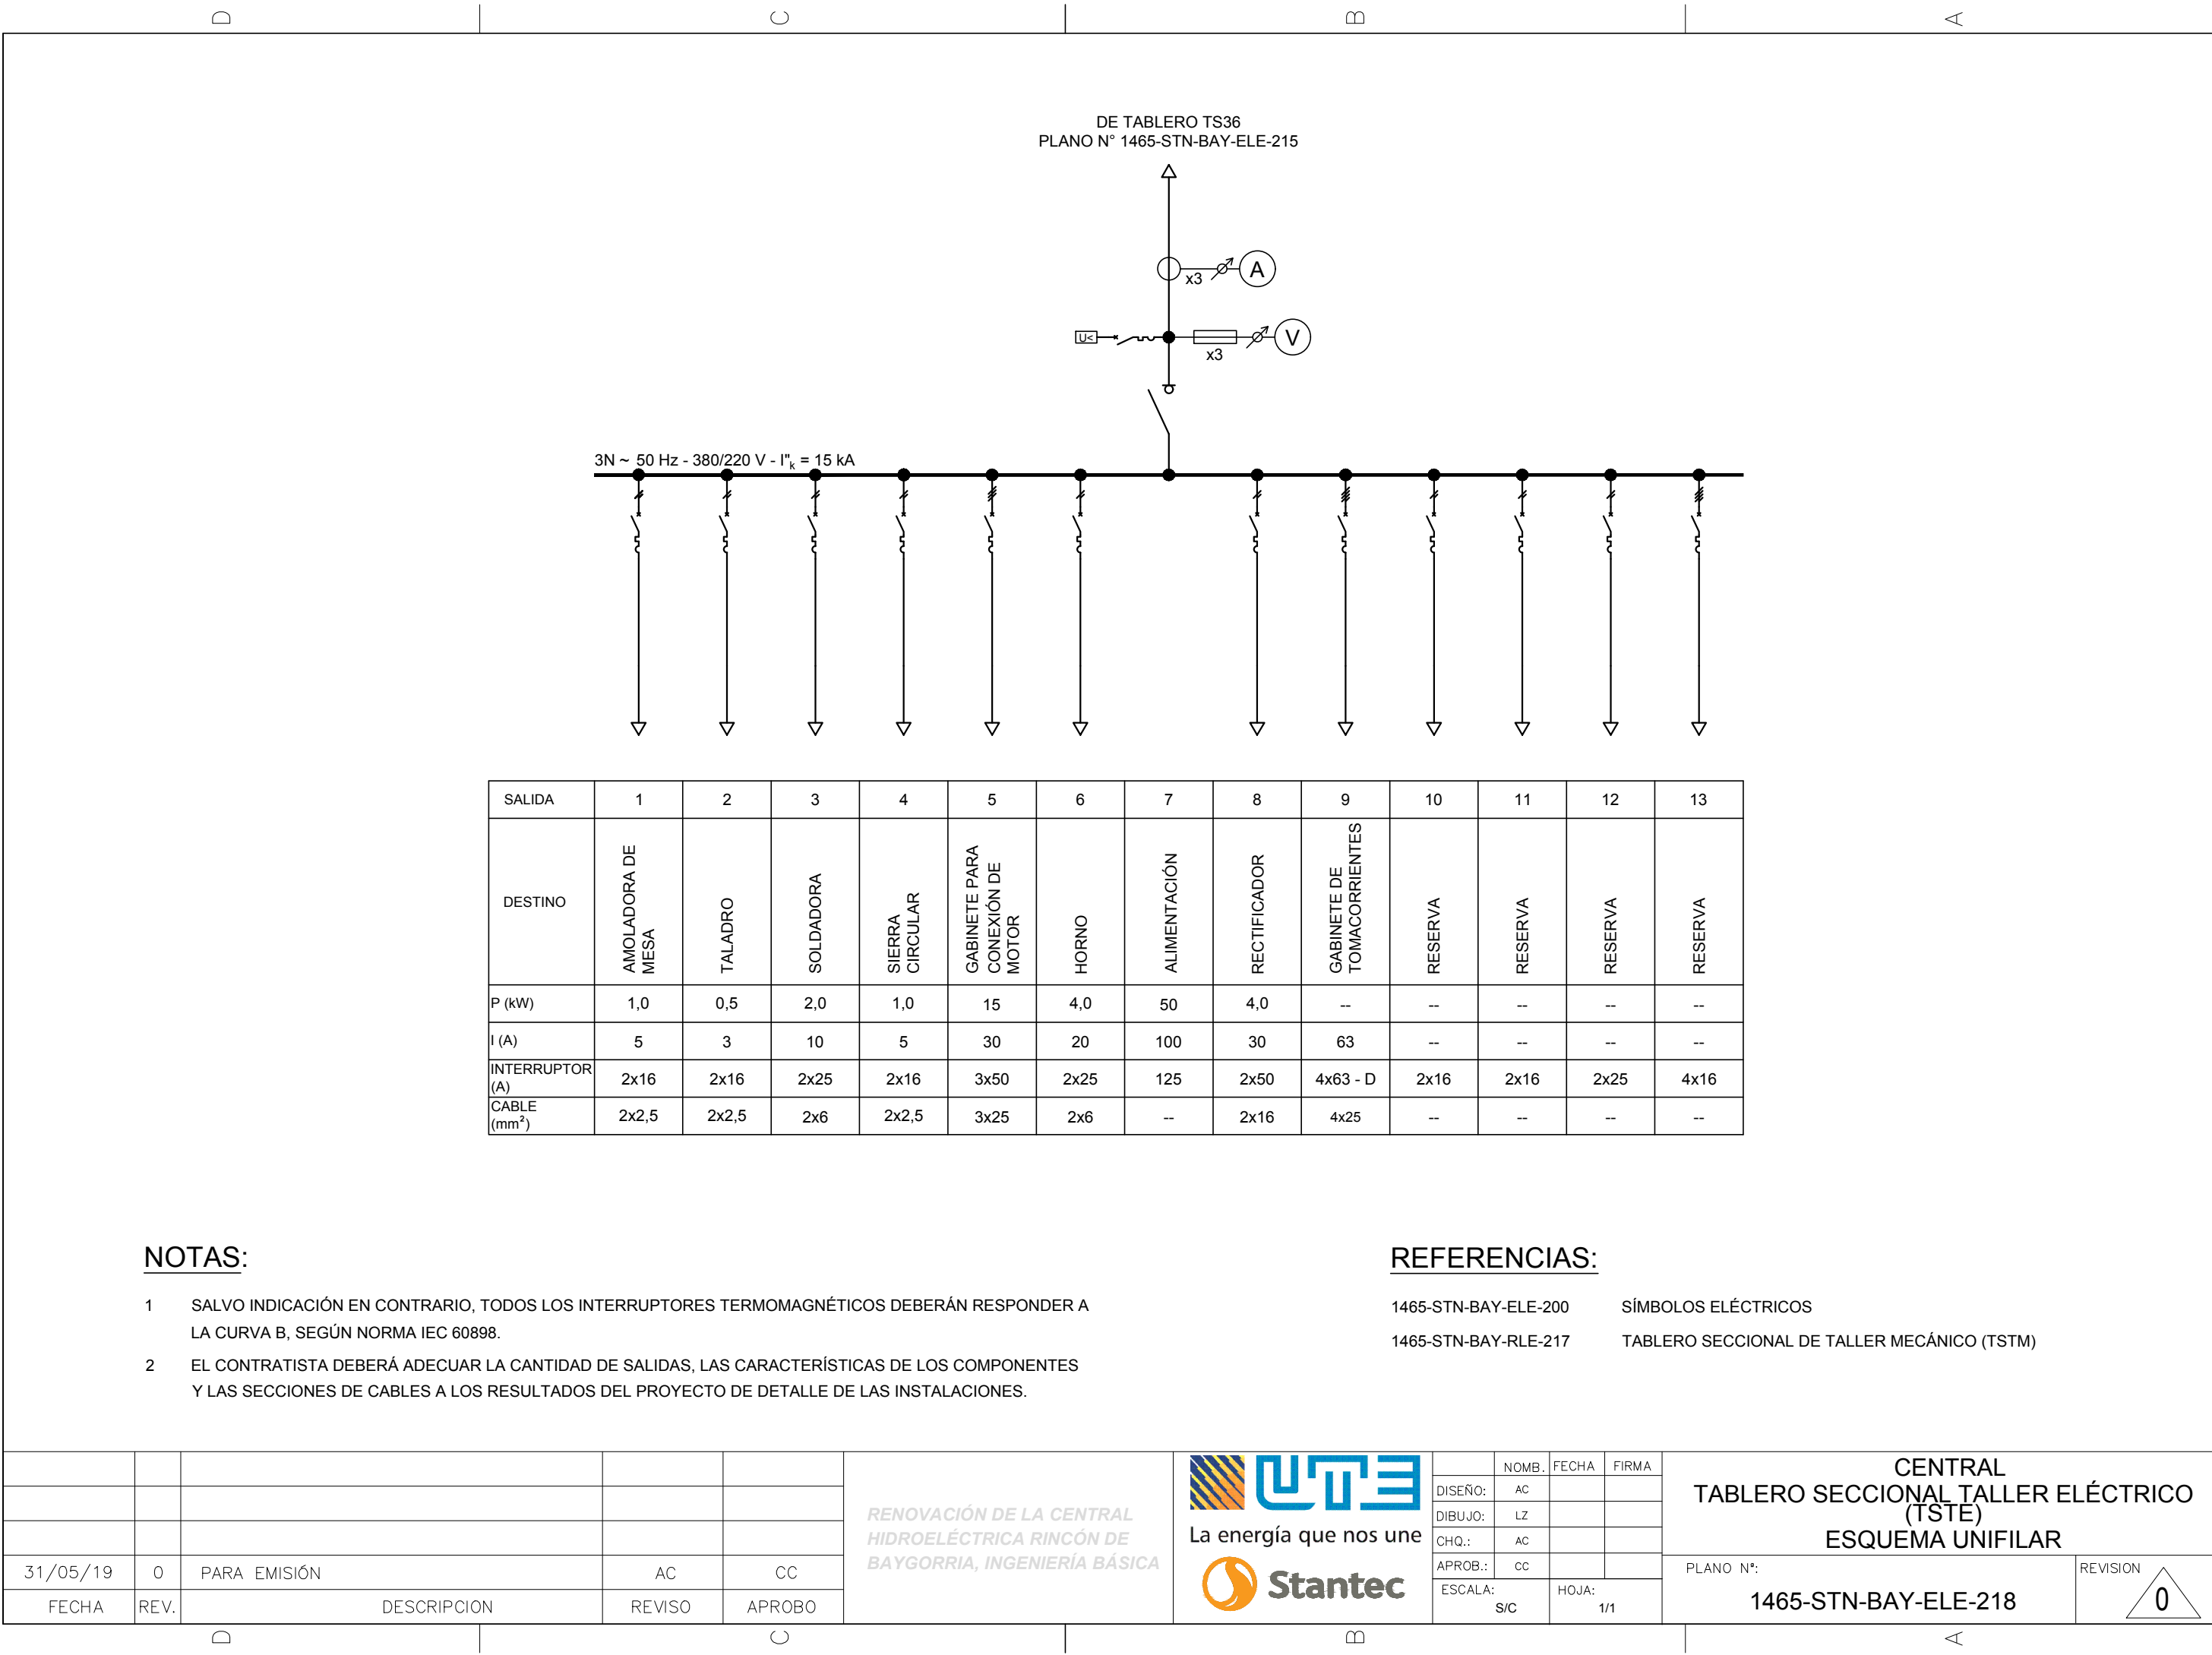 D C B A
DE TABLERO TS36
PLANO N° 1465-STN-BAY-ELE-215
x3 A
U< x3 V
3N ~ 50 Hz - 380/220 V - I"k = 15 kA
SALIDA 1 2 3 4 5 6 7 8 9 10 11 12 13
DESTINO
AMOLADORA DE
MESA
TALADRO
SOLDADORA
SIERRA
CIRCULAR
GABINETE PARA
CONEXIÓN DE
MOTOR
HORNO
ALIMENTACIÓN
RECTIFICADOR
GABINETE DE
TOMACORRIENTES
RESERVA
RESERVA
RESERVA
RESERVA
P (kW) 1,0 0,5 2,0 1,0 15 4,0 50 4,0 -- -- -- -- --
I (A) 5 3 10 5 30 20 100 30 63 -- -- -- --
INTERRUPTOR
(A) 2x16 2x16 2x25 2x16 3x50 2x25 125 2x50 4x63 - D 2x16 2x16 2x25 4x16
CABLE
(mm²) 2x2,5 2x2,5 2x6 2x2,5 3x25 2x6 -- 2x16 4x25 -- -- -- --
NOTAS:
1 SALVO INDICACIÓN EN CONTRARIO, TODOS LOS INTERRUPTORES TERMOMAGNÉTICOS DEBERÁN RESPONDER A
LA CURVA B, SEGÚN NORMA IEC 60898.
2 EL CONTRATISTA DEBERÁ ADECUAR LA CANTIDAD DE SALIDAS, LAS CARACTERÍSTICAS DE LOS COMPONENTES
Y LAS SECCIONES DE CABLES A LOS RESULTADOS DEL PROYECTO DE DETALLE DE LAS INSTALACIONES.
REFERENCIAS:
1465-STN-BAY-ELE-200 SÍMBOLOS ELÉCTRICOS
1465-STN-BAY-RLE-217 TABLERO SECCIONAL DE TALLER MECÁNICO (TSTM)
31/05/19 0 PARA EMISIÓN AC CC
FECHA REV. DESCRIPCION REVISO APROBO
RENOVACIÓN DE LA CENTRAL
HIDROELÉCTRICA RINCÓN DE
BAYGORRIA, INGENIERÍA BÁSICA
UTE
La energía que nos une
Stantec
NOMB. FECHA FIRMA
DISEÑO: AC
DIBUJO: LZ
CHQ.: AC
APROB.: CC
ESCALA: S/C
HOJA: 1/1
CENTRAL
TABLERO SECCIONAL TALLER ELÉCTRICO
(TSTE)
ESQUEMA UNIFILAR
PLANO N°:
1465-STN-BAY-ELE-218
REVISION
0
D C B A